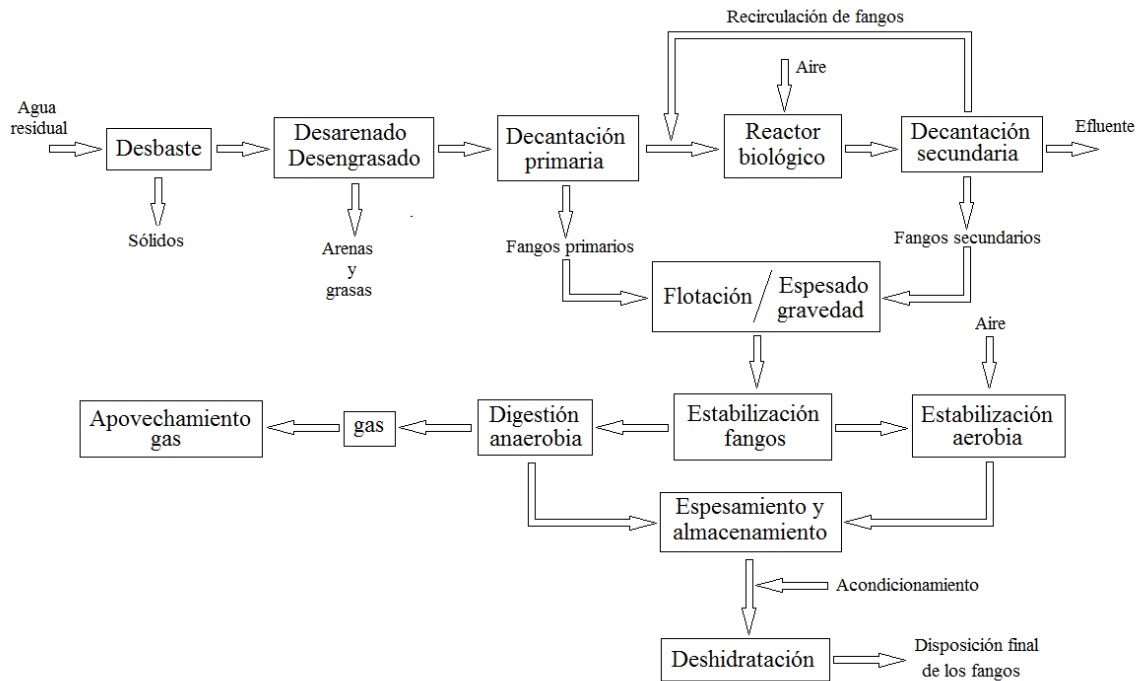 Recirculación de fangos
Aire
Agua
residual
Desbaste
Desarenado
Desengrasado
Decantación
primaria
Reactor
biológico
Decantación
secundaria
Efluente
Sólidos
Arenas
y
grasas
Fangos primarios
Fangos secundarios
Flotación / Espesado
gravedad
Aire
Apovechamiento
gas
gas
Digestión
anaerobia
Estabilización
fangos
Estabilización
aerobia
Espesamiento y
almacenamiento
Acondicionamiento
Deshidratación
Disposición final
de los fangos